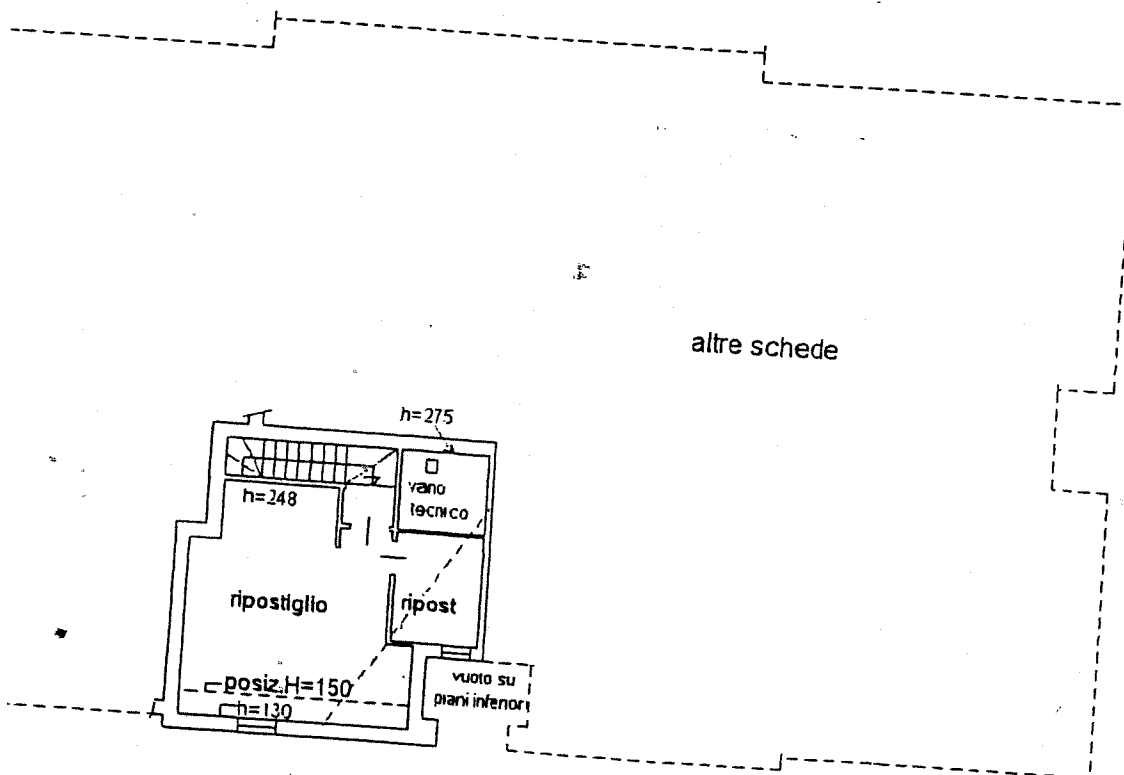 altre schede
h=275
vano
tecnico
h=248
ripostiglio
ripost
posiz.H=150
h=130
vuoto su
piani inferiori